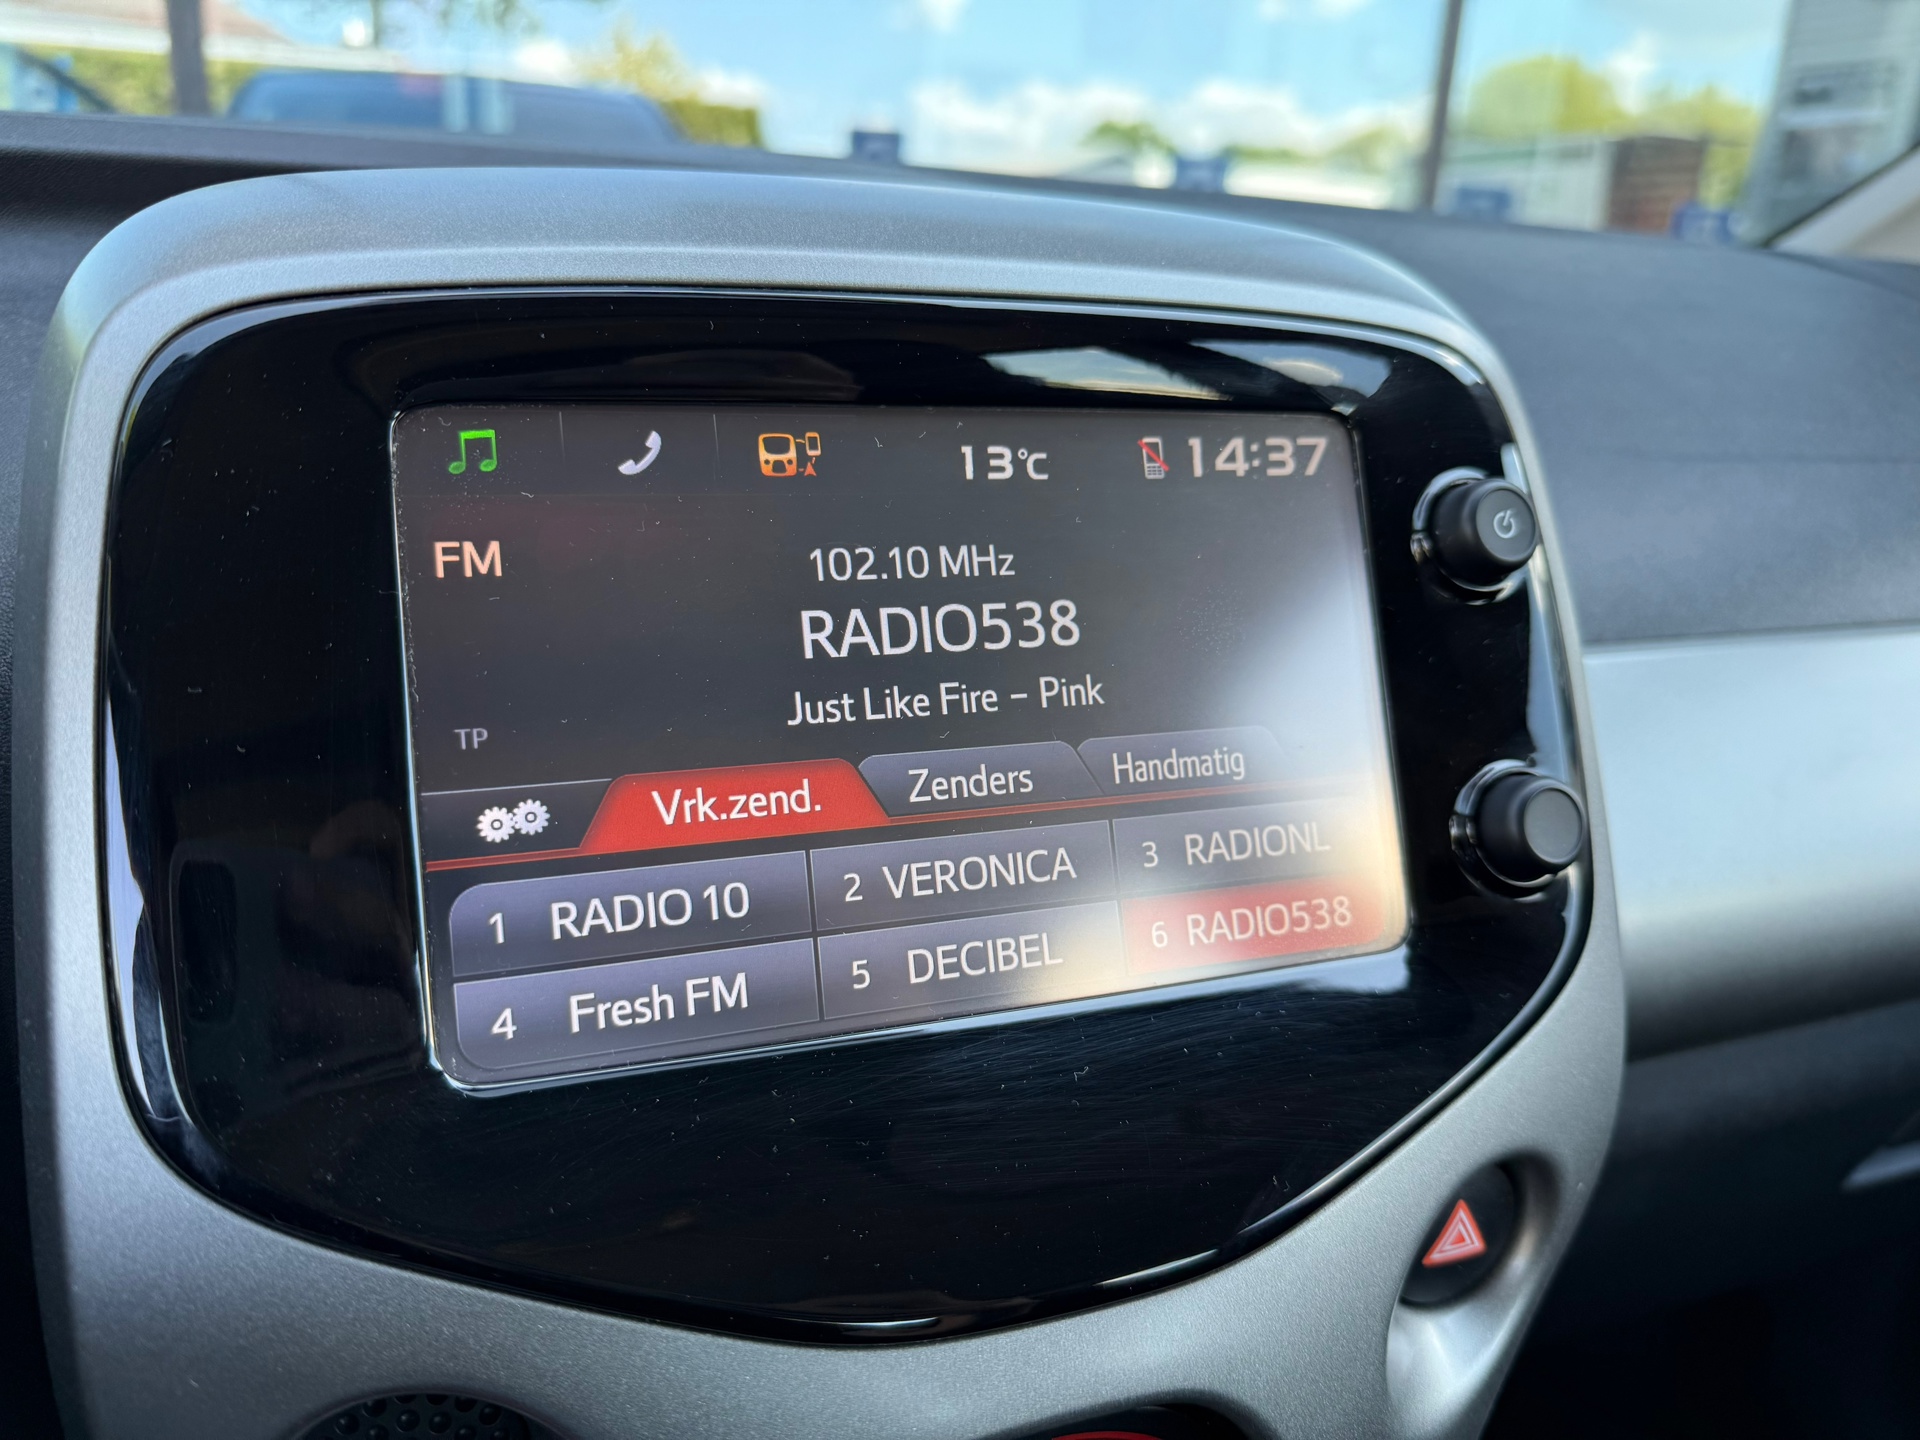 13°C 14:37
FM
102.10 MHz
RADIO538
Just Like Fire - Pink
TP
Vrk.zend. Zenders Handmatig
1 RADIO 10 2 VERONICA 3 RADIONL
4 Fresh FM 5 DECIBEL 6 RADIO538